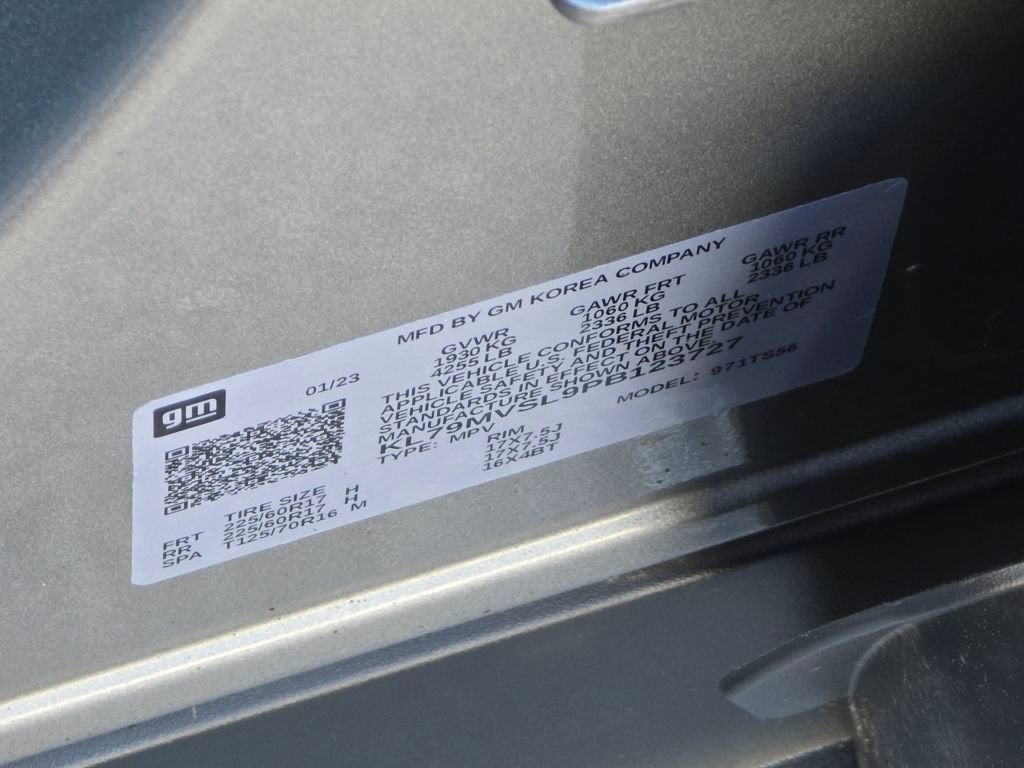 MFD BY GM KOREA COMPANY
gm
01/23
GVWR GAWR FRT GAWR RR
1930 KG 1060 KG 1060 KG
4255 LB 2336 LB 2336 LB
THIS VEHICLE CONFORMS TO ALL
APPLICABLE U.S. FEDERAL MOTOR
VEHICLE SAFETY AND THEFT PREVENTION
STANDARDS IN EFFECT ON THE DATE OF
MANUFACTURE SHOWN ABOVE.
KL79MVSL9PB123727
TYPE: MPV MODEL: 971TS56
TIRE SIZE RIM
FRT 225/60R17 H 17X7.5J
RR 225/60R17 H 17X7.5J
SPA T125/70R16 M 16X4BT